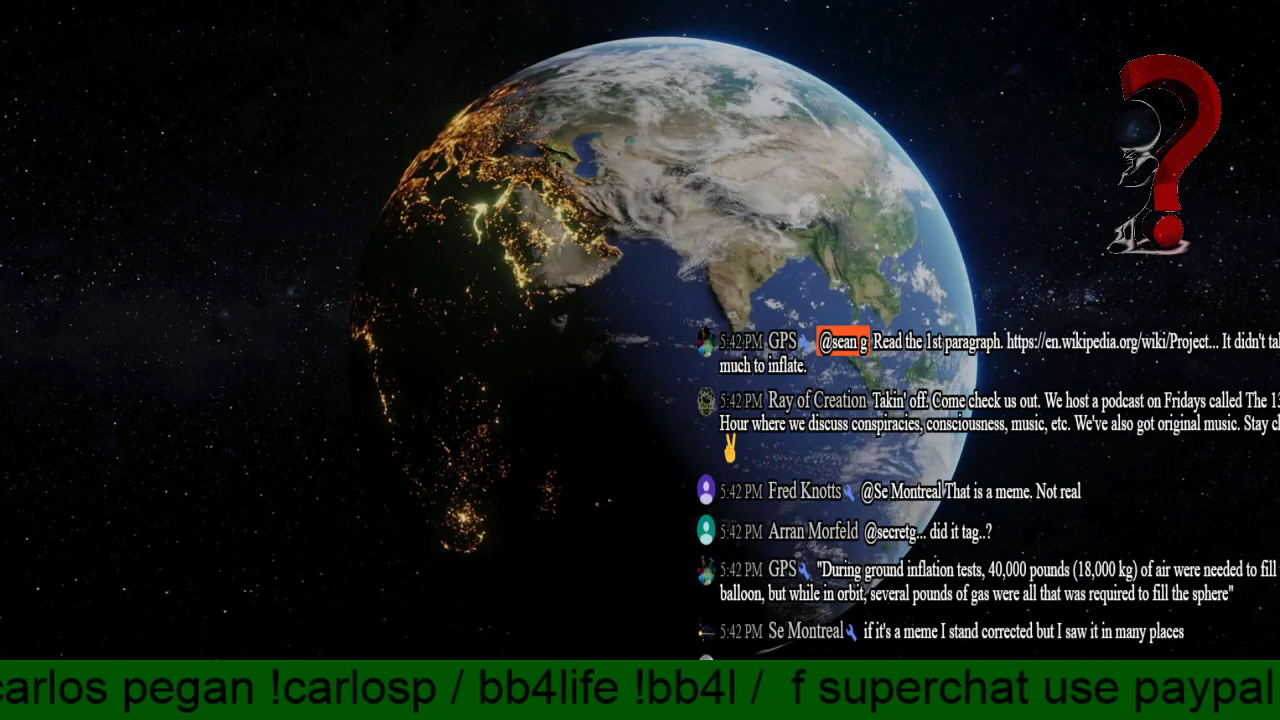 5:42 PM GPS @sean g Read the 1st paragraph. https://en.wikipedia.org/wiki/Project... It didn't
much to inflate.
5:42 PM Ray of Creation Takin' off. Come check us out. We host a podcast on Fridays called The
Hour where we discuss conspiracies, consciousness, music, etc. We've also got original music. Stay
✌
5:42 PM Fred Knotts @Se Montreal That is a meme. Not real
5:42 PM Arran Morfeld @secretg... did it tag..?
5:42 PM GPS "During ground inflation tests, 40,000 pounds (18,000 kg) of air were needed to fill
balloon, but while in orbit, several pounds of gas were all that was required to fill the sphere"
5:42 PM Se Montreal if it's a meme I stand corrected but I saw it in many places
carlos pegan !carlosp / bb4life !bb4l / f superchat use paypal